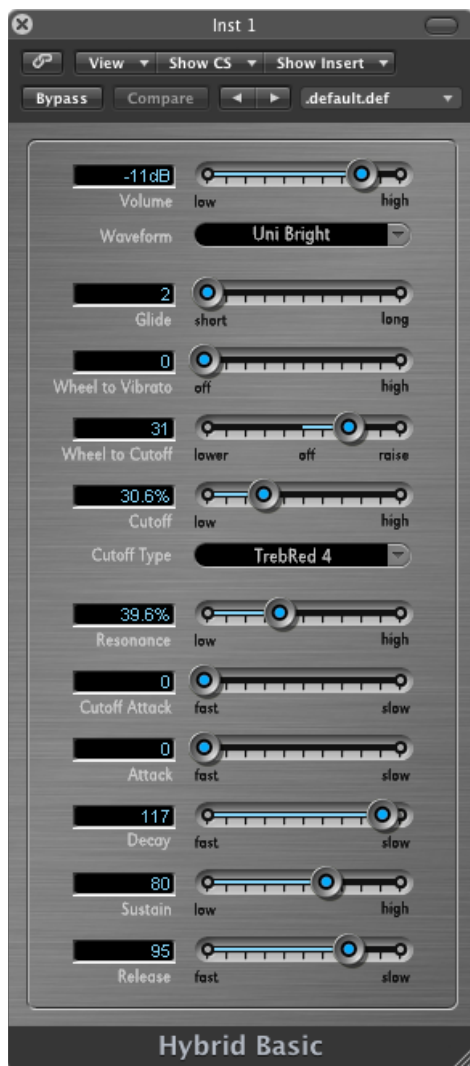 Inst 1
View Show CS Show Insert
Bypass Compare .default.def
-11dB
Volume low high
Waveform Uni Bright
2
Glide short long
0
Wheel to Vibrato off high
31
Wheel to Cutoff lower off raise
30.6%
Cutoff low high
Cutoff Type TrebRed 4
39.6%
Resonance low high
0
Cutoff Attack fast slow
0
Attack fast slow
117
Decay fast slow
80
Sustain low high
95
Release fast slow
Hybrid Basic